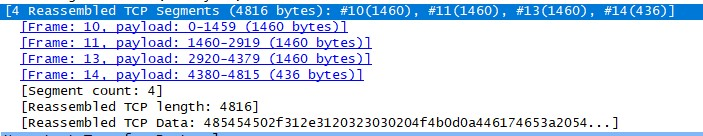 [4 Reassembled TCP Segments (4816 bytes): #10(1460), #11(1460), #13(1460), #14(436)]
[Frame: 10, payload: 0-1459 (1460 bytes)]
[Frame: 11, payload: 1460-2919 (1460 bytes)]
[Frame: 13, payload: 2920-4379 (1460 bytes)]
[Frame: 14, payload: 4380-4815 (436 bytes)]
[Segment count: 4]
[Reassembled TCP length: 4816]
[Reassembled TCP Data: 485454502f312e3120323030204f4b0d0a446174653a2054...]